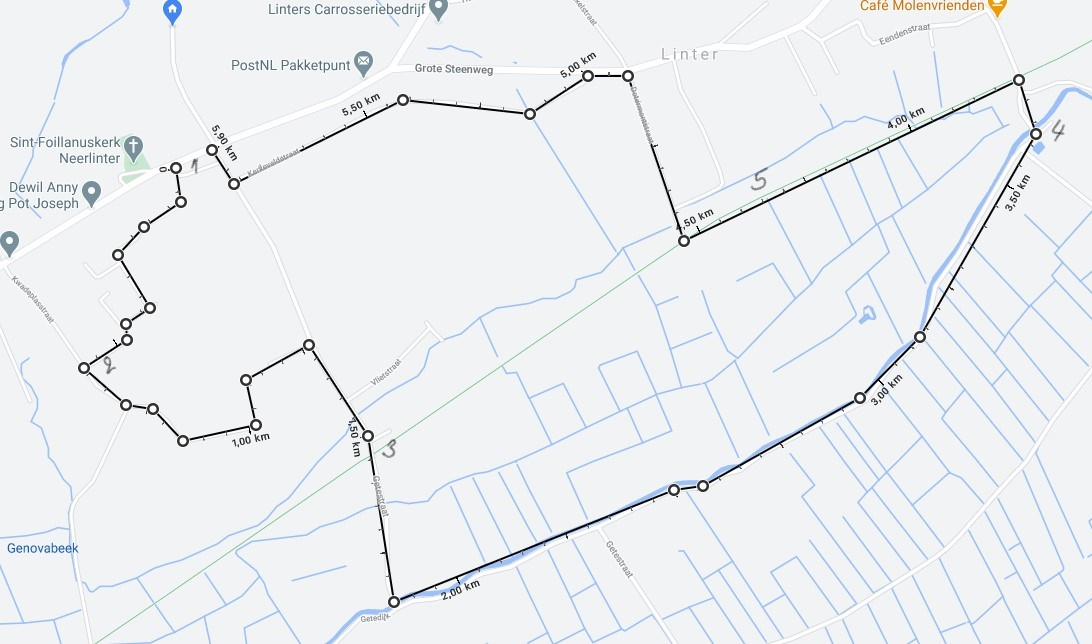 Linters Carrosseriebedrijf
Café Molenvrienden
Eendenstraat
Linter
PostNL Pakketpunt
Grote Steenweg
5,00 km
5,50 km
5,90 km
4,00 km
Sint-Foillanuskerk
Neerlinter
0
1
4
Dewil Anny
g Pot Joseph
5
3,50 km
,50 km
Kwadeplasstraat
2
Vlietstraat
3,00 km
1,00 km
1,50 km
3
Getestraat
Getestraat
Genovabeek
2,00 km
Getedijk